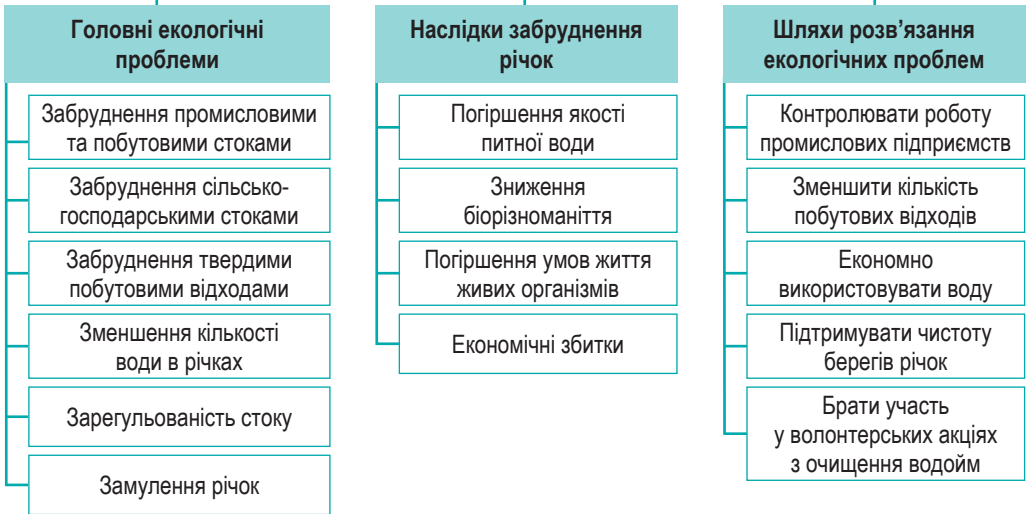 Головні екологічні
проблеми
Забруднення промисловими
та побутовими стоками
Забруднення сільсько-
господарськими стоками
Забруднення твердими
побутовими відходами
Зменшення кількості
води в річках
Зарегульованість стоку
Замулення річок
Наслідки забруднення
річок
Погіршення якості
питної води
Зниження
біорізноманіття
Погіршення умов життя
живих організмів
Економічні збитки
Шляхи розв’язання
екологічних проблем
Контролювати роботу
промислових підприємств
Зменшити кількість
побутових відходів
Економно
використовувати воду
Підтримувати чистоту
берегів річок
Брати участь
у волонтерських акціях
з очищення водойм